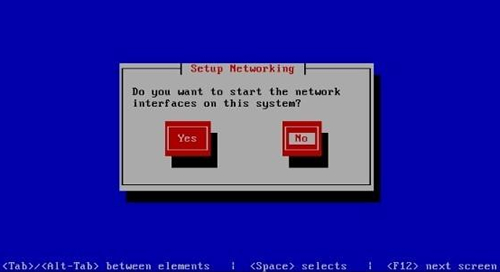 Setup Networking
Do you want to start the network
interfaces on this system?
Yes No
<Tab>/<Alt-Tab> between elements | <Space> selects | <F12> next screen